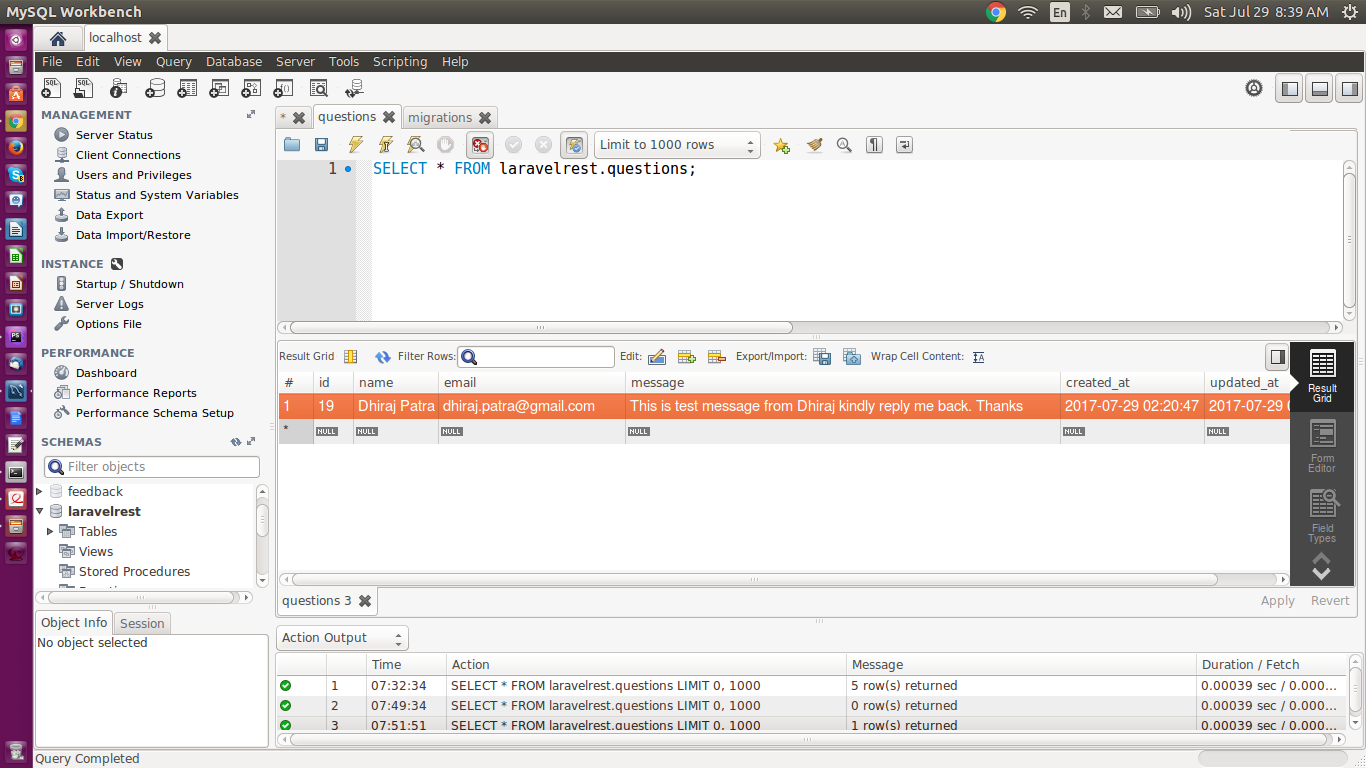 MySQL Workbench
En
Sat Jul 29 8:39 AM
localhost
File Edit View Query Database Server Tools Scripting Help
MANAGEMENT
Server Status
Client Connections
Users and Privileges
Status and System Variables
Data Export
Data Import/Restore
INSTANCE
Startup / Shutdown
Server Logs
Options File
PERFORMANCE
Dashboard
Performance Reports
Performance Schema Setup
SCHEMAS
Filter objects
feedback
laravelrest
Tables
Views
Stored Procedures
Object Info Session
No object selected
* questions migrations
Limit to 1000 rows
1 SELECT * FROM laravelrest.questions;
Result Grid Filter Rows: Edit: Export/Import: Wrap Cell Content:
# id name email message created_at updated_at
1 19 Dhiraj Patra dhiraj.patra@gmail.com This is test message from Dhiraj kindly reply me back. Thanks 2017-07-29 02:20:47 2017-07-29
* NULL NULL NULL NULL NULL NULL
Result
Grid
Form
Editor
Field
Types
questions 3 Apply Revert
Action Output
Time Action Message Duration / Fetch
1 07:32:34 SELECT * FROM laravelrest.questions LIMIT 0, 1000 5 row(s) returned 0.00039 sec / 0.000...
2 07:49:34 SELECT * FROM laravelrest.questions LIMIT 0, 1000 0 row(s) returned 0.00039 sec / 0.000...
3 07:51:51 SELECT * FROM laravelrest.questions LIMIT 0, 1000 1 row(s) returned 0.00039 sec / 0.000...
Query Completed